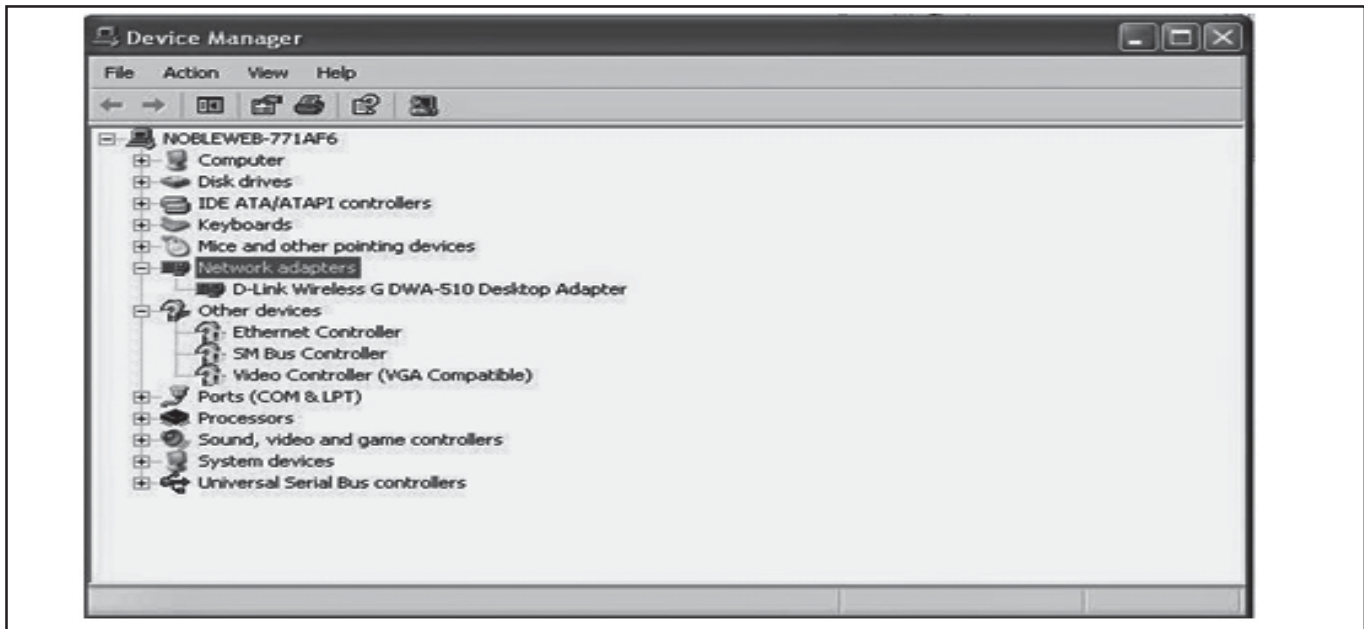 Device Manager
File Action View Help
NOBLEWEB-771AF6
Computer
Disk drives
IDE ATA/ATAPI controllers
Keyboards
Mice and other pointing devices
Network adapters
D-Link Wireless G DWA-510 Desktop Adapter
Other devices
Ethernet Controller
SM Bus Controller
Video Controller (VGA Compatible)
Ports (COM & LPT)
Processors
Sound, video and game controllers
System devices
Universal Serial Bus controllers